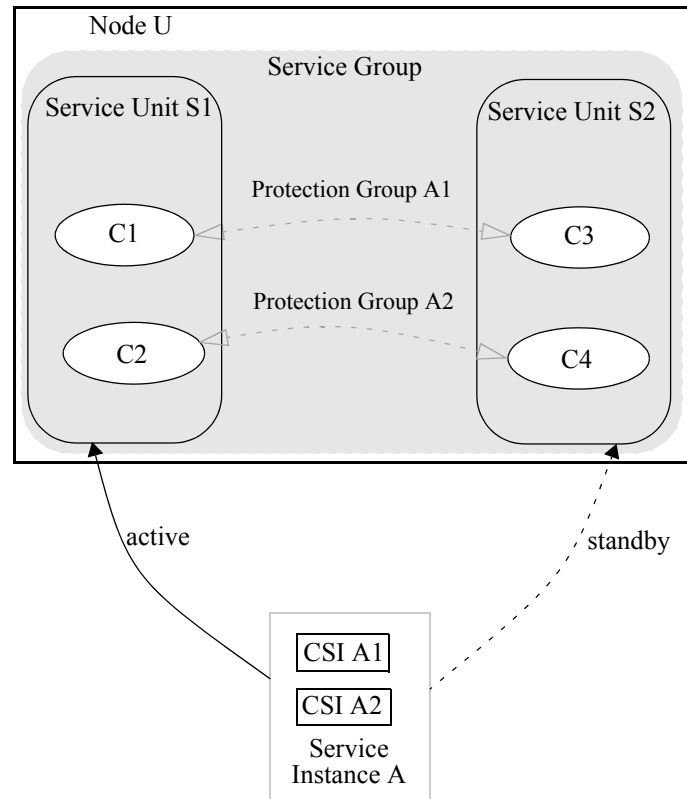 Node U
Service Group
Service Unit S1
Service Unit S2
Protection Group A1
C1
C3
Protection Group A2
C2
C4
active
standby
CSI A1
CSI A2
Service
Instance A